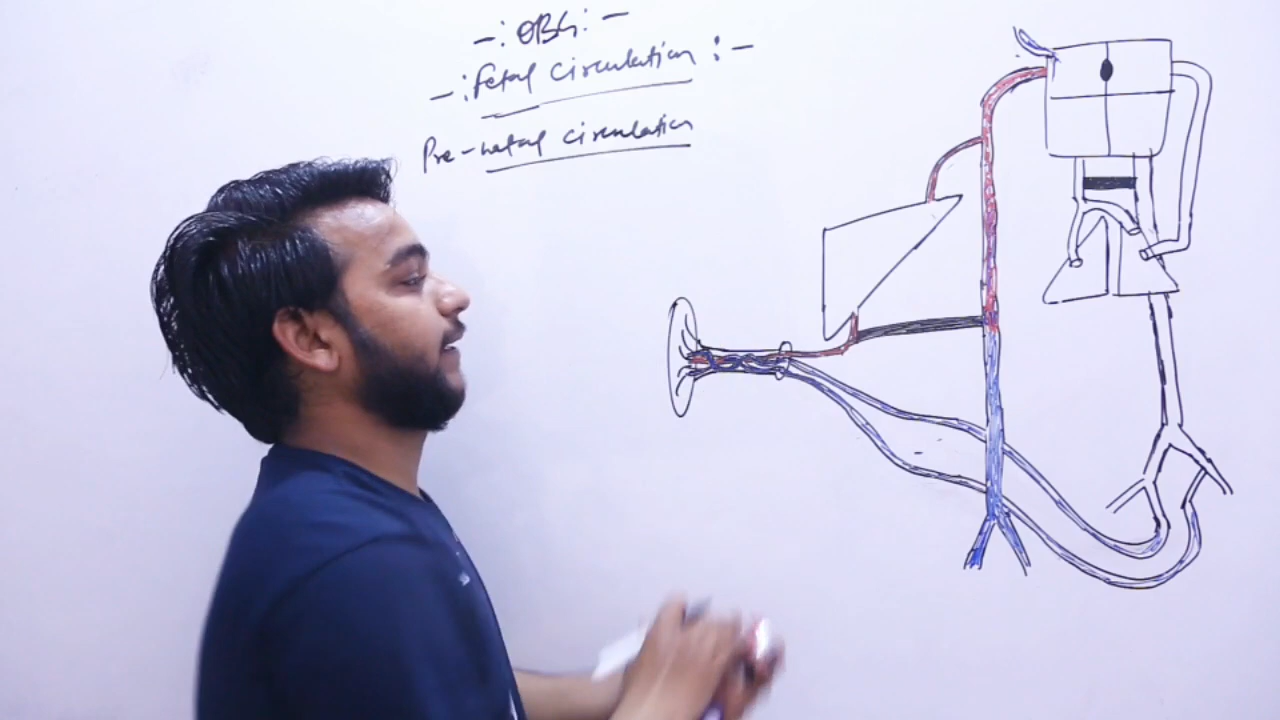 -: OBG: -
-: Fetal circulation : -
Pre-natal circulation